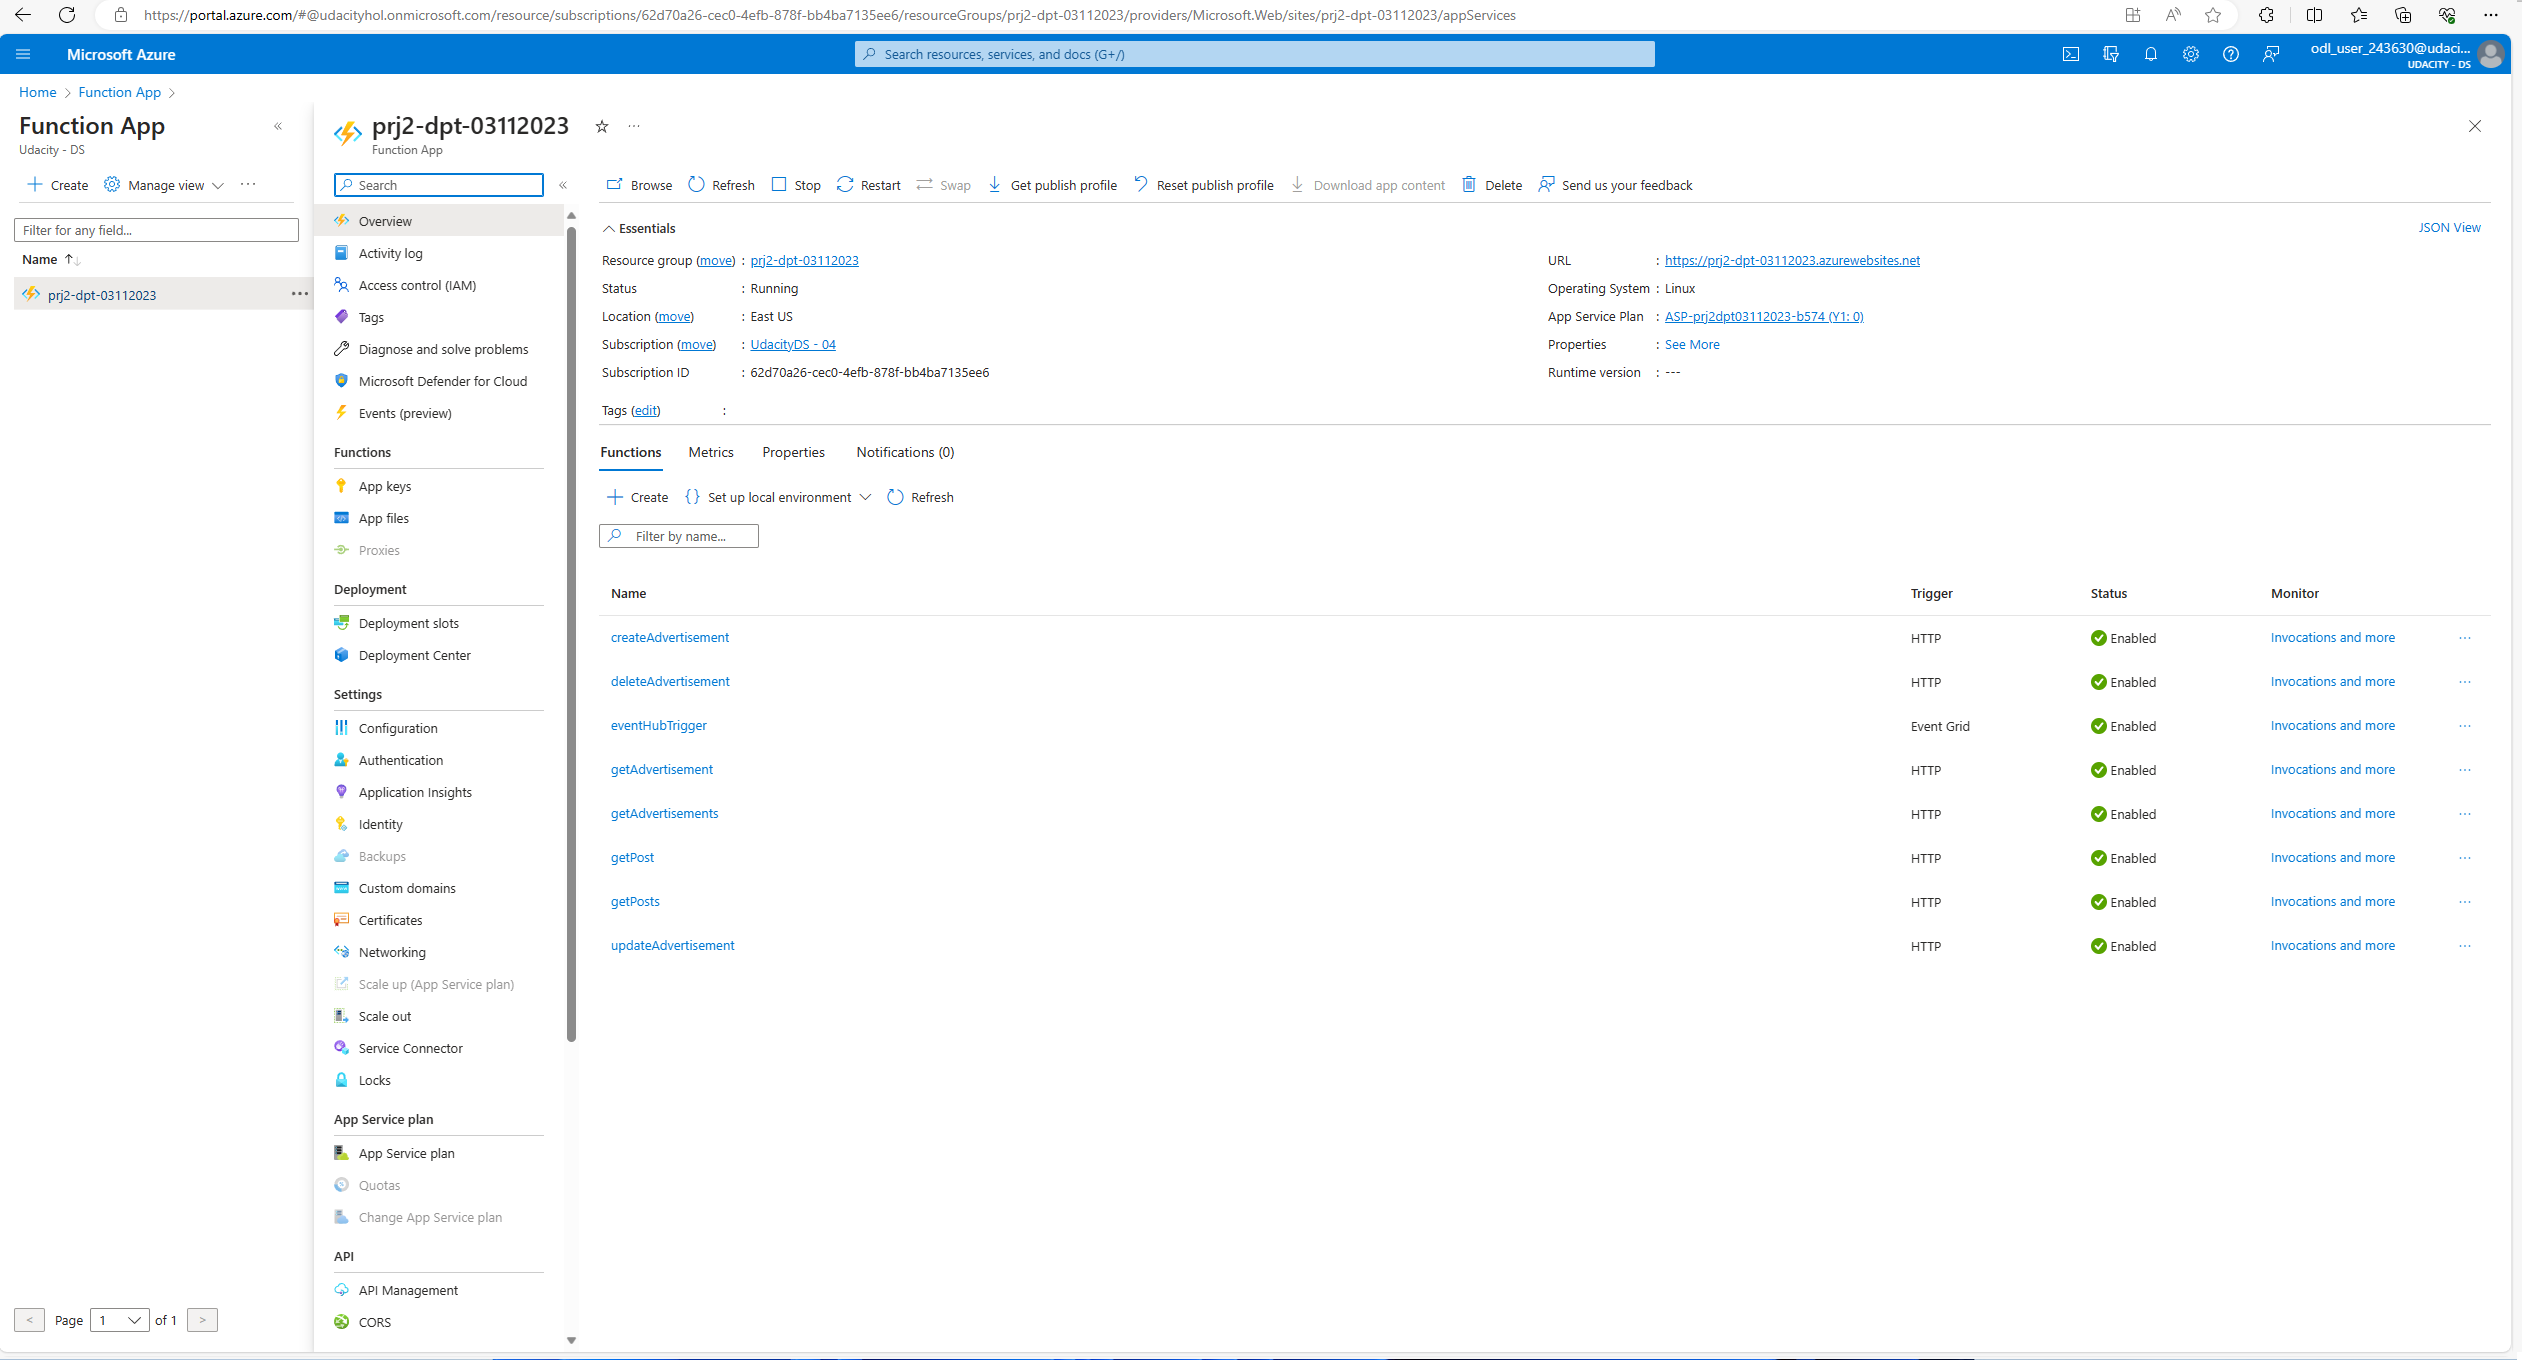 https://portal.azure.com/#@udacityhol.onmicrosoft.com/resource/subscriptions/62d70a26-cec0-4efb-878f-bb4ba7135ee6/resourceGroups/prj2-dpt-03112023/providers/Microsoft.Web/sites/prj2-dpt-03112023/appServices
Microsoft Azure
Search resources, services, and docs (G+/)
odl_user_243630@udaci...
UDACITY - DS
Home > Function App >
Function App
Udacity - DS
Create Manage view ...
Filter for any field...
Name
prj2-dpt-03112023
Page 1 of 1
prj2-dpt-03112023
Function App
Search
Overview
Activity log
Access control (IAM)
Tags
Diagnose and solve problems
Microsoft Defender for Cloud
Events (preview)
Functions
App keys
App files
Proxies
Deployment
Deployment slots
Deployment Center
Settings
Configuration
Authentication
Application Insights
Identity
Backups
Custom domains
Certificates
Networking
Scale up (App Service plan)
Scale out
Service Connector
Locks
App Service plan
App Service plan
Quotas
Change App Service plan
API
API Management
CORS
Browse Refresh Stop Restart Swap Get publish profile Reset publish profile Download app content Delete Send us your feedback
Essentials
JSON View
Resource group (move) : prj2-dpt-03112023
Status : Running
Location (move) : East US
Subscription (move) : UdacityDS - 04
Subscription ID : 62d70a26-cec0-4efb-878f-bb4ba7135ee6
Tags (edit) :
URL : https://prj2-dpt-03112023.azurewebsites.net
Operating System : Linux
App Service Plan : ASP-prj2dpt03112023-b574 (Y1: 0)
Properties : See More
Runtime version : ---
Functions Metrics Properties Notifications (0)
Create {} Set up local environment Refresh
Filter by name...
Name Trigger Status Monitor
createAdvertisement HTTP Enabled Invocations and more ...
deleteAdvertisement HTTP Enabled Invocations and more ...
eventHubTrigger Event Grid Enabled Invocations and more ...
getAdvertisement HTTP Enabled Invocations and more ...
getAdvertisements HTTP Enabled Invocations and more ...
getPost HTTP Enabled Invocations and more ...
getPosts HTTP Enabled Invocations and more ...
updateAdvertisement HTTP Enabled Invocations and more ...